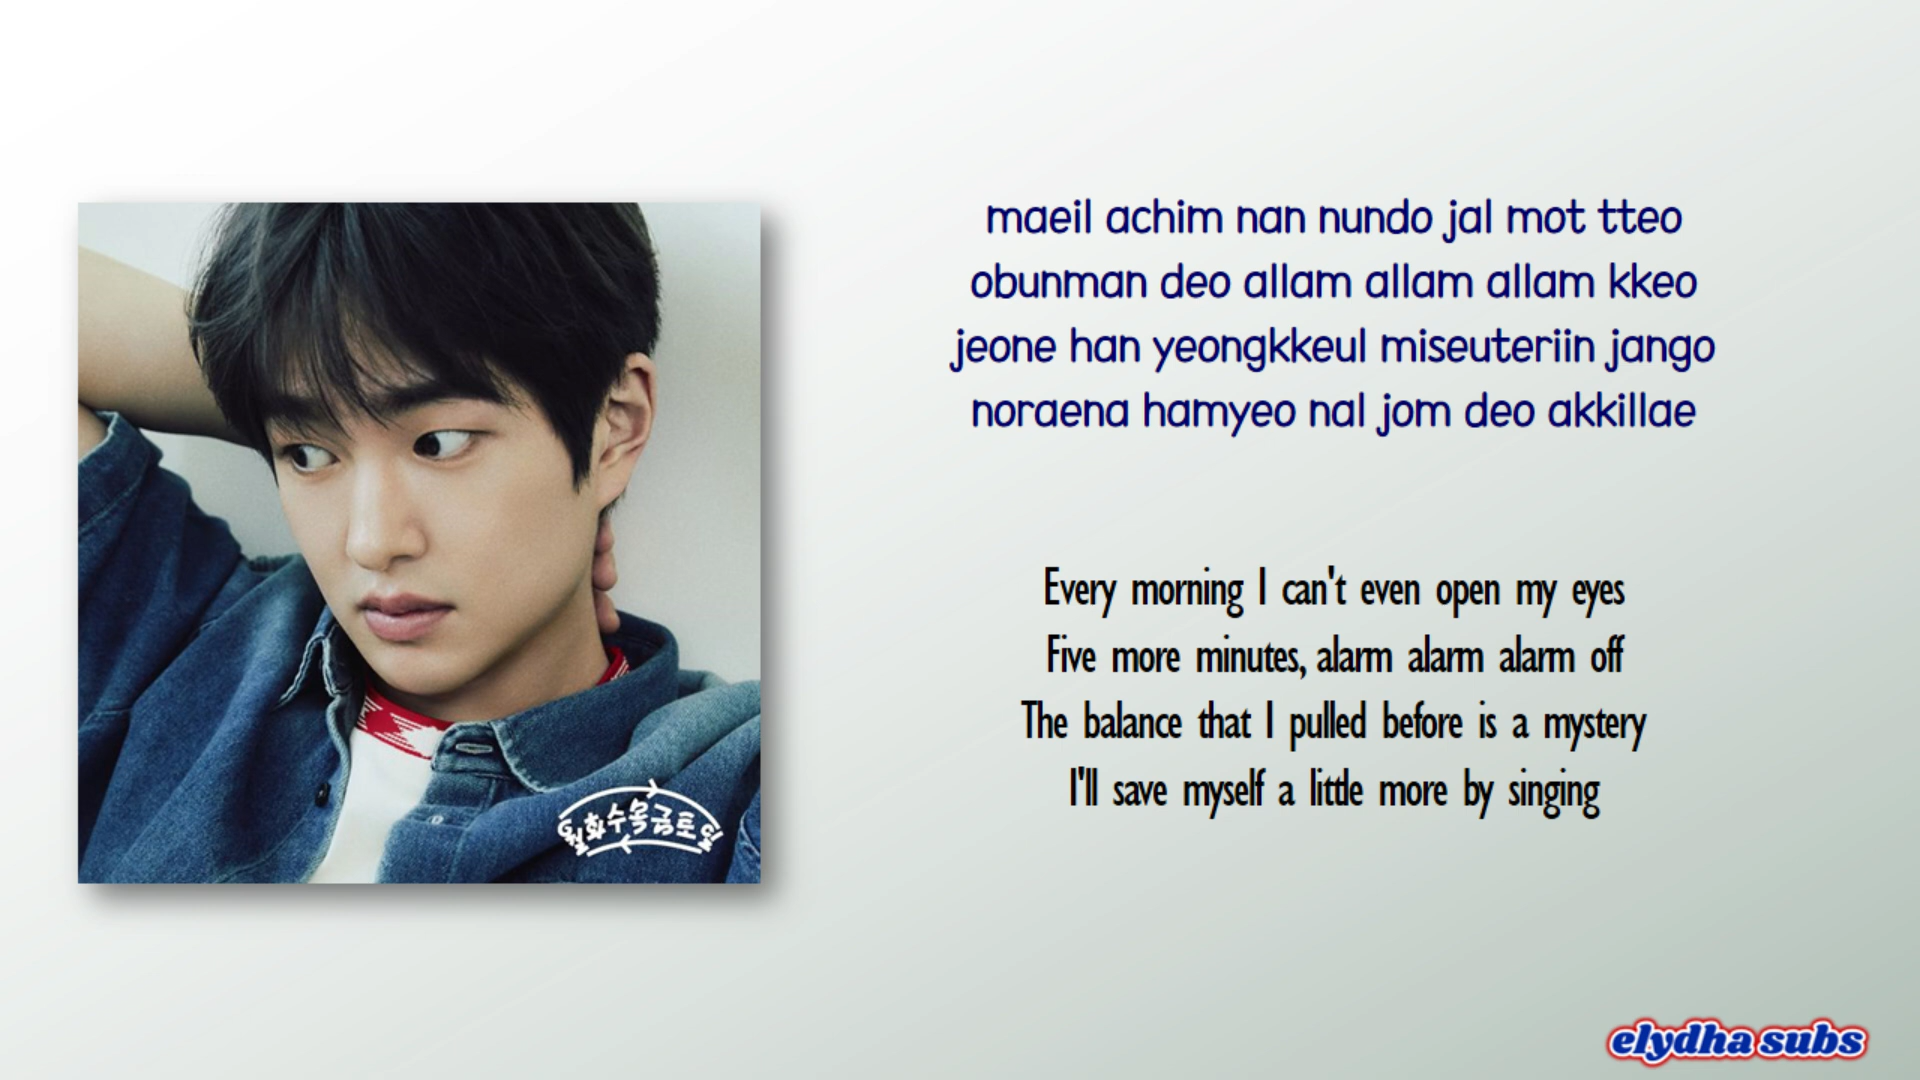 maeil achim nan nundo jal mot tteo
obunman deo allam allam allam kkeo
jeone han yeongkkeul miseuteriin jango
noraena hamyeo nal jom deo akkillae
Every morning I can't even open my eyes
Five more minutes, alarm alarm alarm off
The balance that I pulled before is a mystery
I'll save myself a little more by singing
월화수목금토일
elydha subs